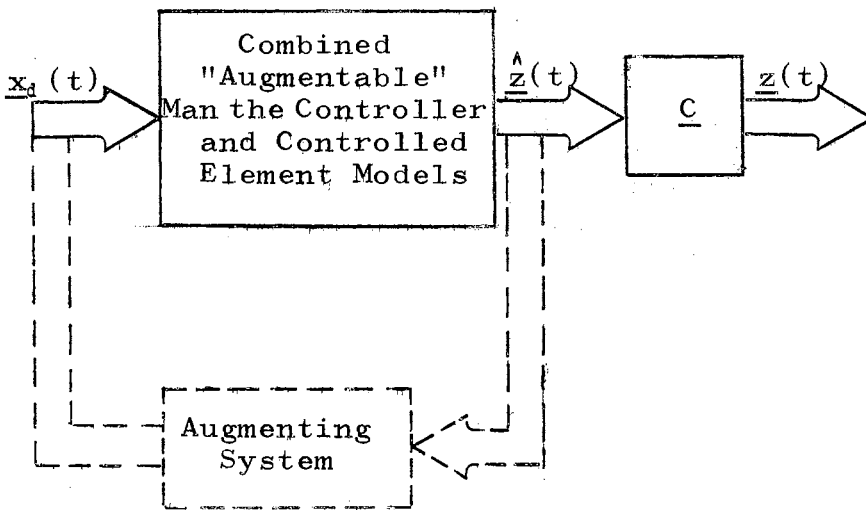 Combined
"Augmentable"
Man the Controller
and Controlled
Element Models
x_d(t)
ẑ(t)
C
z(t)
Augmenting
System